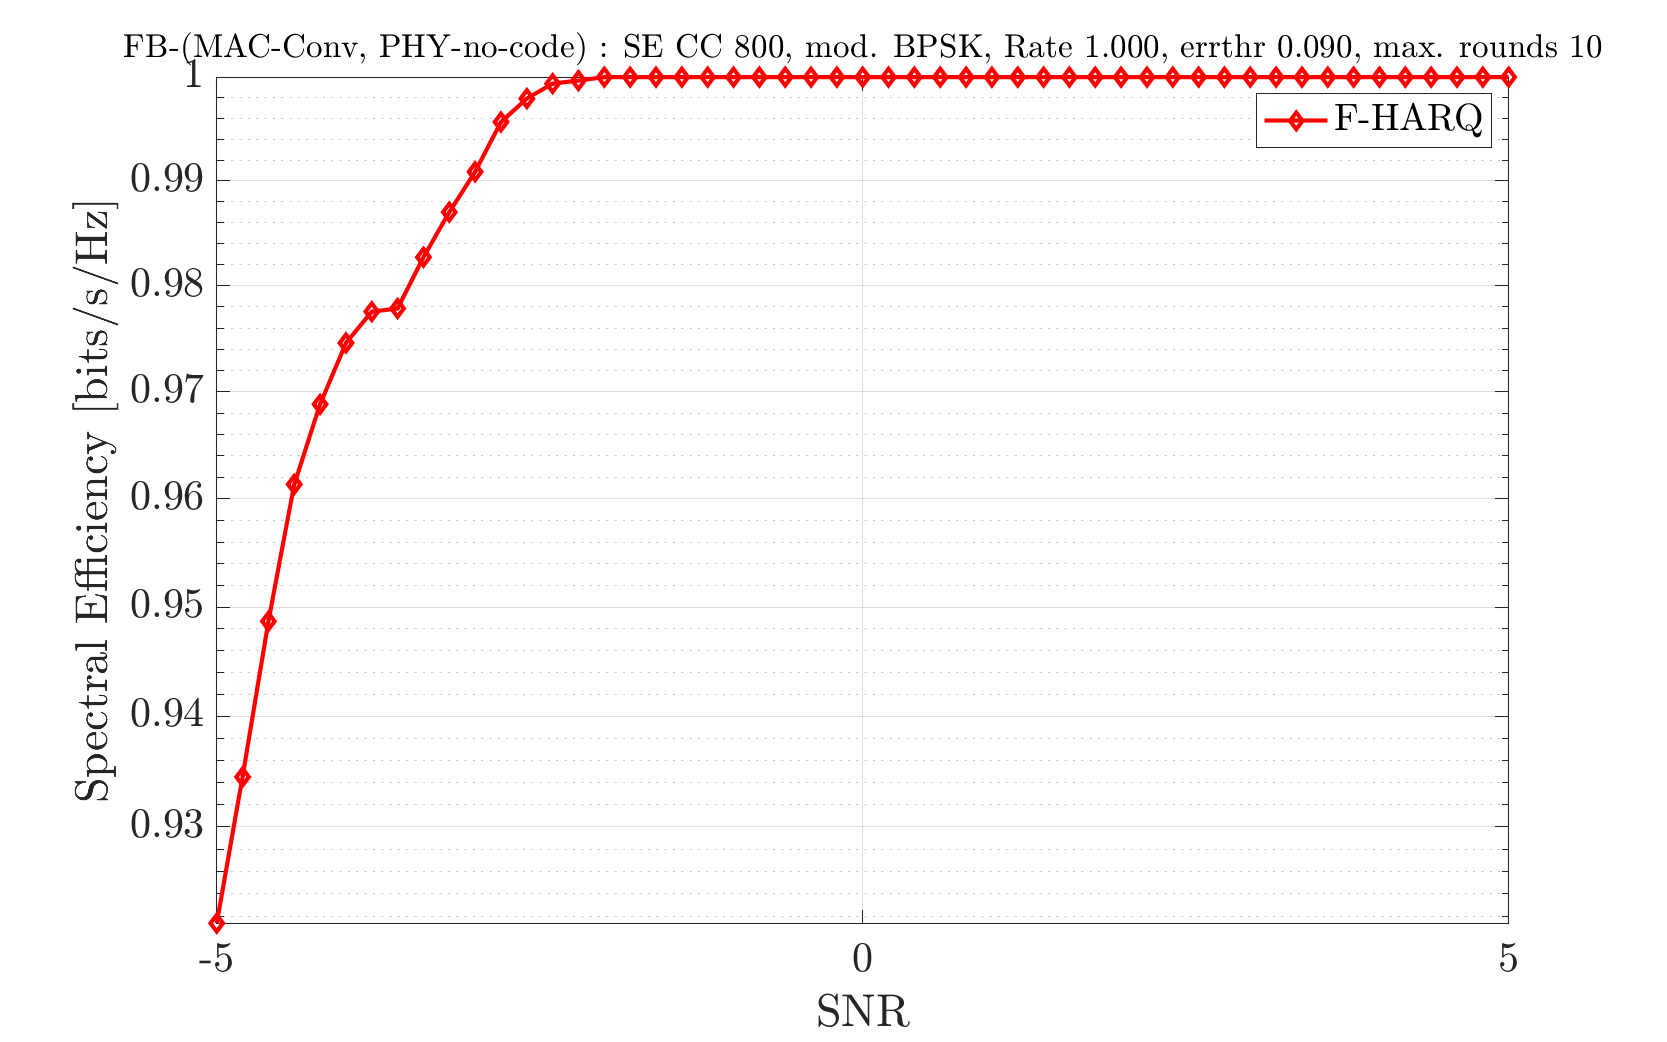 FB-(MAC-Conv, PHY-no-code) : SE CC 800, mod. BPSK, Rate 1.000, errthr 0.090, max. rounds 10
F-HARQ
Spectral Efficiency [bits/s/Hz]
1
0.99
0.98
0.97
0.96
0.95
0.94
0.93
-5
0
5
SNR